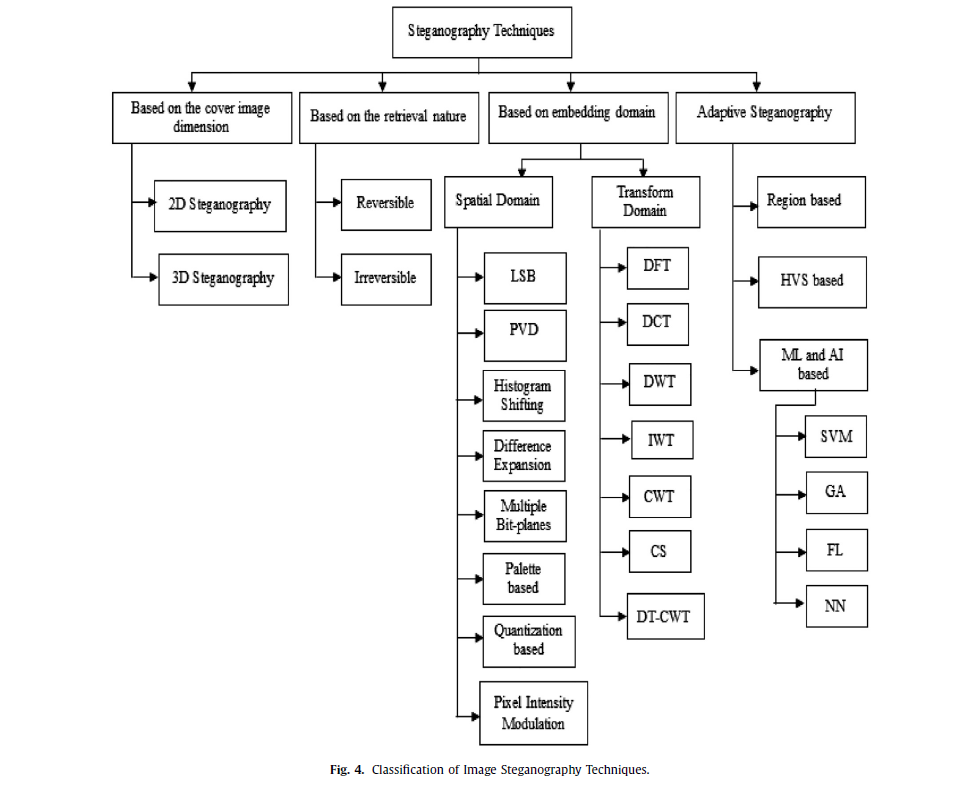 Steganography Techniques
Based on the cover image
dimension
Based on the retrieval nature
Based on embedding domain
Adaptive Steganography
2D Steganography
3D Steganography
Reversible
Irreversible
Spatial Domain
LSB
PVD
Histogram
Shifting
Difference
Expansion
Multiple
Bit-planes
Palette
based
Quantization
based
Pixel Intensity
Modulation
Transform
Domain
DFT
DCT
DWT
IWT
CWT
CS
DT-CWT
Region based
HVS based
ML and AI
based
SVM
GA
FL
NN
Fig. 4. Classification of Image Steganography Techniques.